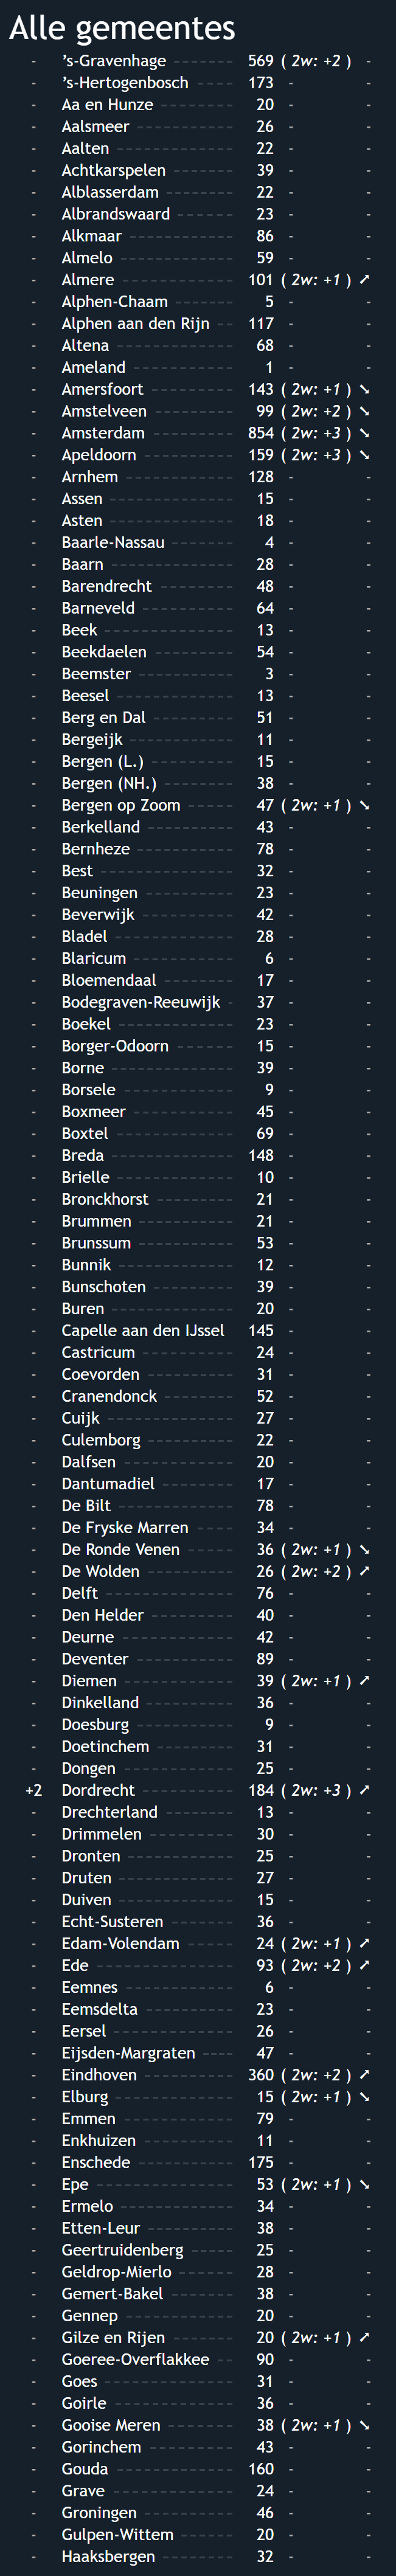 Alle gemeentes
- ’s-Gravenhage ------- 569 ( 2w: +2 ) -
- ’s-Hertogenbosch ----- 173 - -
- Aa en Hunze --------- 20 - -
- Aalsmeer ----------- 26 - -
- Aalten ------------- 22 - -
- Achtkarspelen ------- 39 - -
- Alblasserdam -------- 22 - -
- Albrandswaard ------ 23 - -
- Alkmaar ----------- 86 - -
- Almelo ------------ 59 - -
- Almere ------------ 101 ( 2w: +1 ) ➚
- Alphen-Chaam ------- 5 - -
- Alphen aan den Rijn -- 117 - -
- Altena ------------- 68 - -
- Ameland ----------- 1 - -
- Amersfoort --------- 143 ( 2w: +1 ) ➘
- Amstelveen --------- 99 ( 2w: +2 ) ➘
- Amsterdam --------- 854 ( 2w: +3 ) ➘
- Apeldoorn ---------- 159 ( 2w: +3 ) ➘
- Arnhem ------------ 128 - -
- Assen ------------- 15 - -
- Asten ------------- 18 - -
- Baarle-Nassau ------- 4 - -
- Baarn ------------- 28 - -
- Barendrecht -------- 48 - -
- Barneveld ---------- 64 - -
- Beek -------------- 13 - -
- Beekdaelen --------- 54 - -
- Beemster ---------- 3 - -
- Beesel ------------- 13 - -
- Berg en Dal --------- 51 - -
- Bergeijk ------------ 11 - -
- Bergen (L.) --------- 15 - -
- Bergen (NH.) -------- 38 - -
- Bergen op Zoom ----- 47 ( 2w: +1 ) ➘
- Berkelland ---------- 43 - -
- Bernheze ---------- 78 - -
- Best --------------- 32 - -
- Beuningen ---------- 23 - -
- Beverwijk ---------- 42 - -
- Bladel ------------- 28 - -
- Blaricum ----------- 6 - -
- Bloemendaal -------- 17 - -
- Bodegraven-Reeuwijk - 37 - -
- Boekel ------------ 23 - -
- Borger-Odoorn ------ 15 - -
- Borne ------------- 39 - -
- Borsele ------------ 9 - -
- Boxmeer ----------- 45 - -
- Boxtel ------------- 69 - -
- Breda ------------- 148 - -
- Brielle ------------- 10 - -
- Bronckhorst --------- 21 - -
- Brummen ---------- 21 - -
- Brunssum ---------- 53 - -
- Bunnik ------------ 12 - -
- Bunschoten --------- 39 - -
- Buren ------------- 20 - -
- Capelle aan den IJssel 145 - -
- Castricum ---------- 24 - -
- Coevorden ---------- 31 - -
- Cranendonck -------- 52 - -
- Cuijk -------------- 27 - -
- Culemborg ---------- 22 - -
- Dalfsen ------------ 20 - -
- Dantumadiel -------- 17 - -
- De Bilt ------------- 78 - -
- De Fryske Marren ---- 34 - -
- De Ronde Venen ----- 36 ( 2w: +1 ) ➘
- De Wolden ---------- 26 ( 2w: +2 ) ➚
- Delft -------------- 76 - -
- Den Helder --------- 40 - -
- Deurne ------------ 42 - -
- Deventer ----------- 89 - -
- Diemen ------------ 39 ( 2w: +1 ) ➚
- Dinkelland ---------- 36 - -
- Doesburg ----------- 9 - -
- Doetinchem --------- 31 - -
- Dongen ------------ 25 - -
+2 Dordrecht ---------- 184 ( 2w: +3 ) ➚
- Drechterland -------- 13 - -
- Drimmelen --------- 30 - -
- Dronten ----------- 25 - -
- Druten ------------ 27 - -
- Duiven ------------ 15 - -
- Echt-Susteren ------- 36 - -
- Edam-Volendam ----- 24 ( 2w: +1 ) ➚
- Ede --------------- 93 ( 2w: +2 ) ➚
- Eemnes ------------ 6 - -
- Eemsdelta ---------- 23 - -
- Eersel ------------- 26 - -
- Eijsden-Margraten ---- 47 - -
- Eindhoven ---------- 360 ( 2w: +2 ) ➚
- Elburg ------------- 15 ( 2w: +1 ) ➘
- Emmen ------------ 79 - -
- Enkhuizen ---------- 11 - -
- Enschede ---------- 175 - -
- Epe --------------- 53 ( 2w: +1 ) ➘
- Ermelo ------------ 34 - -
- Etten-Leur ---------- 38 - -
- Geertruidenberg ----- 25 - -
- Geldrop-Mierlo ------- 28 - -
- Gemert-Bakel ------- 38 - -
- Gennep ------------ 20 - -
- Gilze en Rijen ------- 20 ( 2w: +1 ) ➚
- Goeree-Overflakkee -- 90 - -
- Goes -------------- 31 - -
- Goirle ------------- 36 - -
- Gooise Meren ------- 38 ( 2w: +1 ) ➘
- Gorinchem ---------- 43 - -
- Gouda ------------- 160 - -
- Grave ------------- 24 - -
- Groningen ---------- 46 - -
- Gulpen-Wittem ------ 20 - -
- Haaksbergen -------- 32 - -